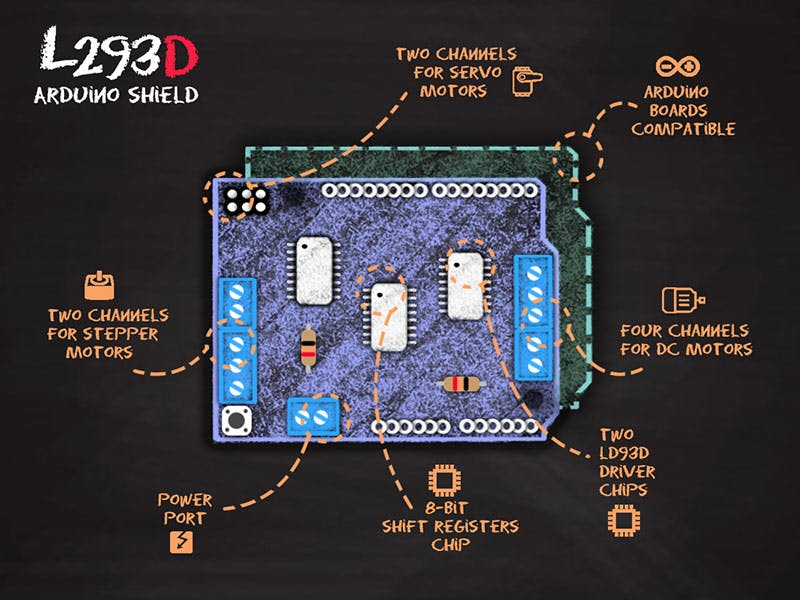 L293D
ARDUINO SHIELD
TWO CHANNELS
FOR SERVO
MOTORS
ARDUINO
BOARDS
COMPATIBLE
TWO CHANNELS
FOR STEPPER
MOTORS
FOUR CHANNELS
FOR DC MOTORS
TWO
LD93D
DRIVER
CHIPS
POWER
PORT
8-BIT
SHIFT REGISTERS
CHIP